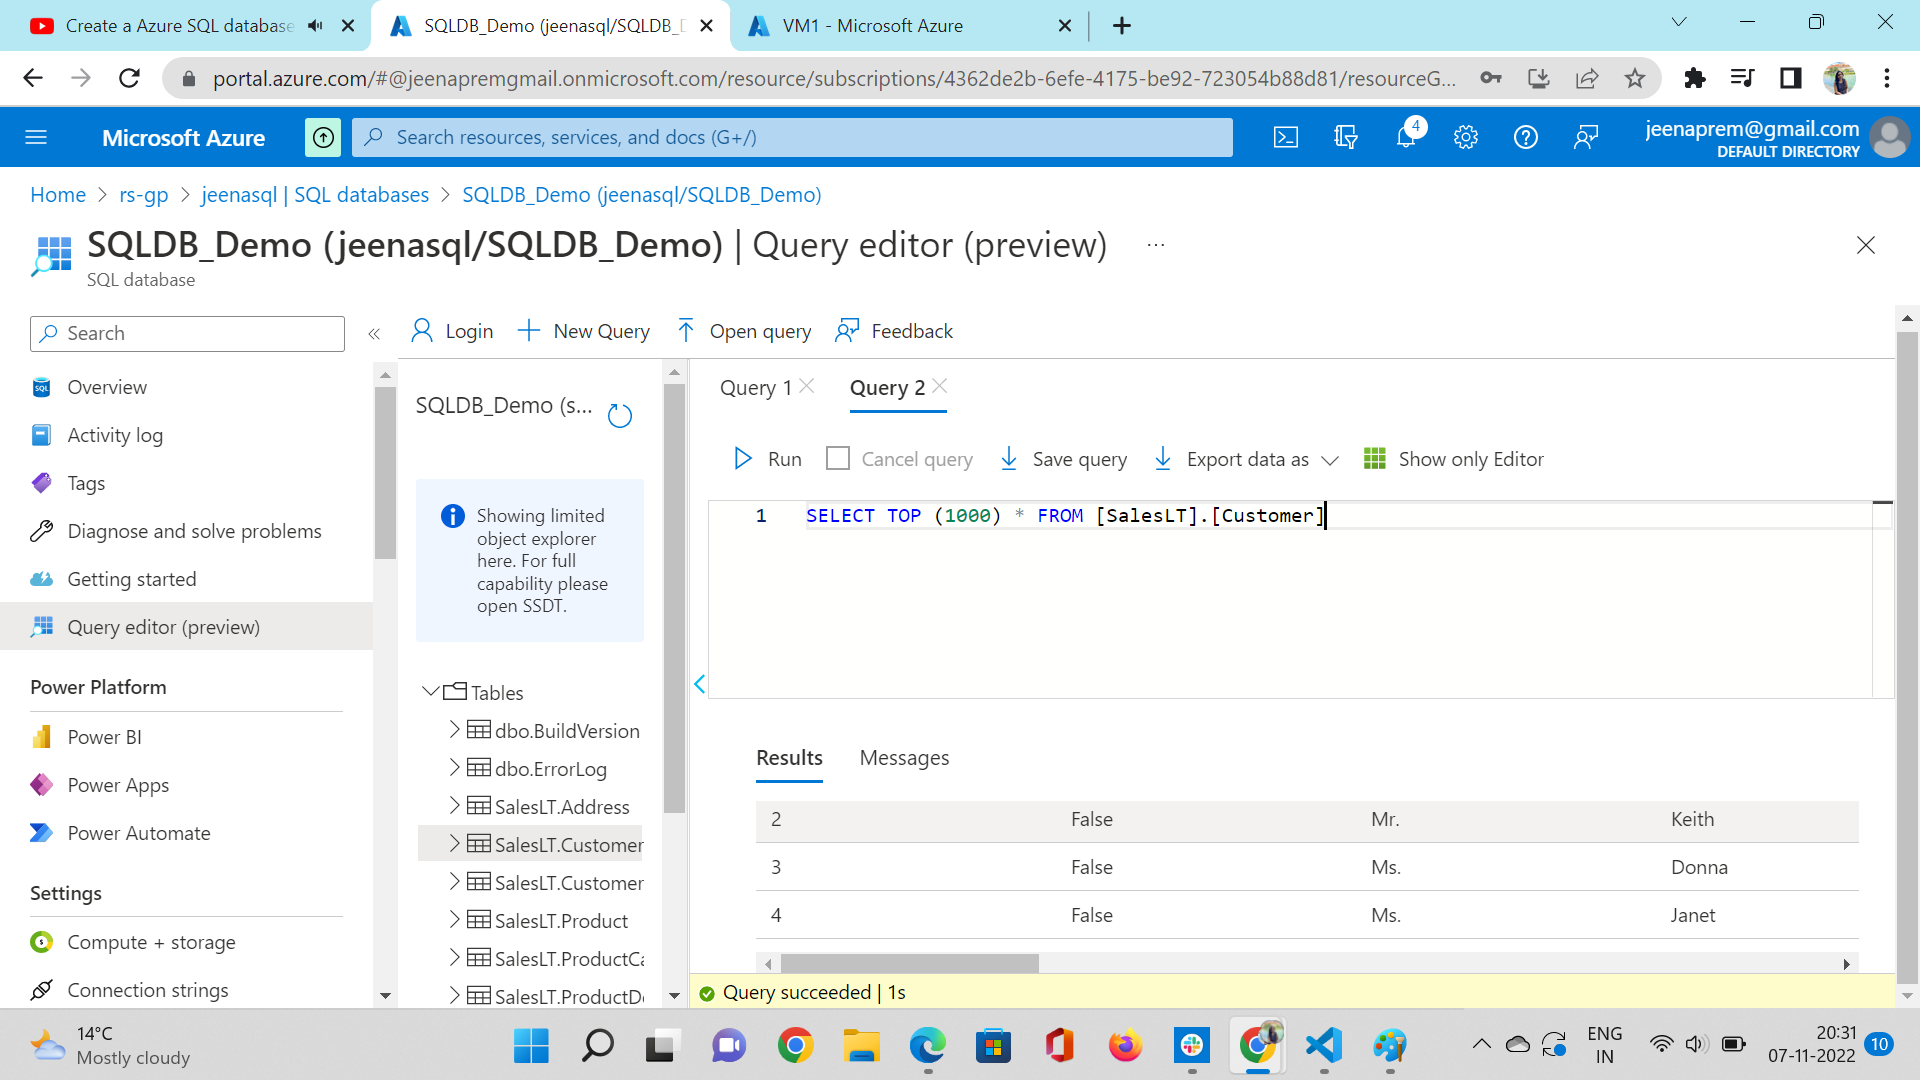 Create a Azure SQL database
SQLDB_Demo (jeenasql/SQLDB_D
VM1 - Microsoft Azure
portal.azure.com/#@jeenapremgmail.onmicrosoft.com/resource/subscriptions/4362de2b-6efe-4175-be92-723054b88d81/resourceG...
Microsoft Azure
Search resources, services, and docs (G+/)
4
jeenaprem@gmail.com
DEFAULT DIRECTORY
Home > rs-gp > jeenasql | SQL databases > SQLDB_Demo (jeenasql/SQLDB_Demo)
SQLDB_Demo (jeenasql/SQLDB_Demo) | Query editor (preview) ...
SQL database
Search
«
Overview
Activity log
Tags
Diagnose and solve problems
Getting started
Query editor (preview)
Power Platform
Power BI
Power Apps
Power Automate
Settings
Compute + storage
Connection strings
Login
New Query
Open query
Feedback
SQLDB_Demo (s...
Showing limited
object explorer
here. For full
capability please
open SSDT.
Tables
dbo.BuildVersion
dbo.ErrorLog
SalesLT.Address
SalesLT.Customer
SalesLT.Customer
SalesLT.Product
SalesLT.ProductCa
SalesLT.ProductD
Query 1
Query 2
Run
Cancel query
Save query
Export data as
Show only Editor
1 SELECT TOP (1000) * FROM [SalesLT].[Customer]
Results
Messages
2 False Mr. Keith
3 False Ms. Donna
4 False Ms. Janet
Query succeeded | 1s
14°C
Mostly cloudy
ENG
IN
20:31
07-11-2022
10